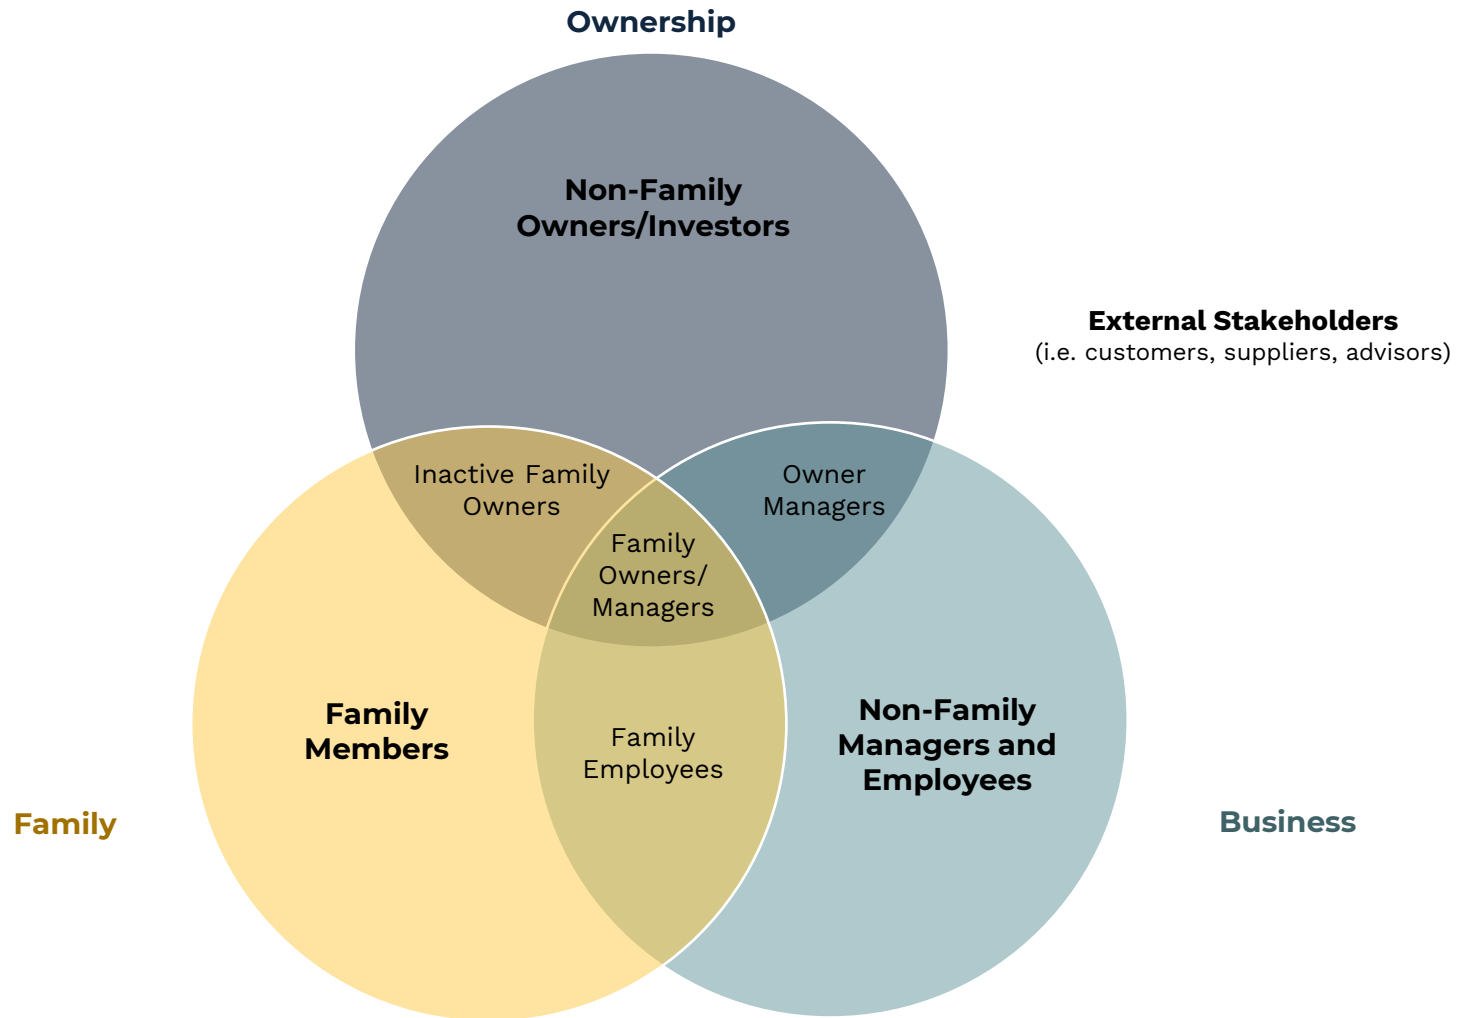 Ownership
Non-Family
Owners/Investors
External Stakeholders
(i.e. customers, suppliers, advisors)
Inactive Family
Owners
Owner
Managers
Family
Owners/
Managers
Family
Members
Family
Employees
Non-Family
Managers and
Employees
Family
Business